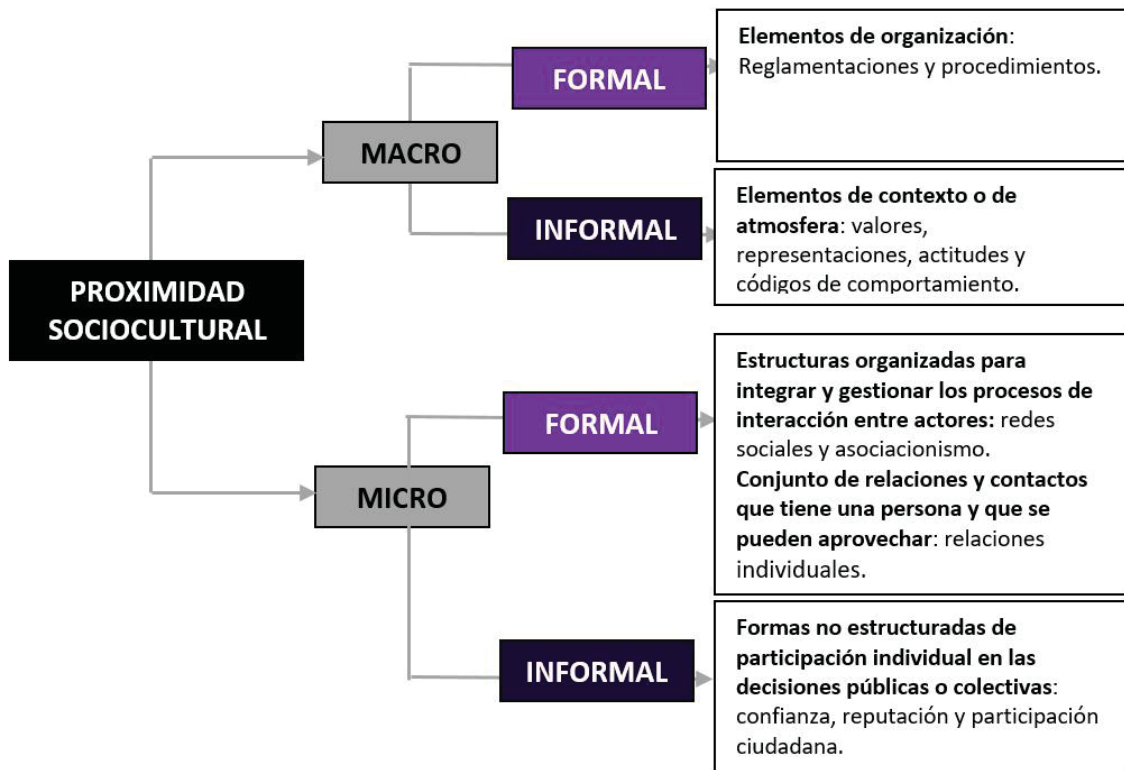 PROXIMIDAD
SOCIOCULTURAL
MACRO
FORMAL
Elementos de organización:
Reglamentaciones y procedimientos.
INFORMAL
Elementos de contexto o de
atmosfera: valores,
representaciones, actitudes y
códigos de comportamiento.
MICRO
FORMAL
Estructuras organizadas para
integrar y gestionar los procesos de
interacción entre actores: redes
sociales y asociacionismo.
Conjunto de relaciones y contactos
que tiene una persona y que se
pueden aprovechar: relaciones
individuales.
INFORMAL
Formas no estructuradas de
participación individual en las
decisiones públicas o colectivas:
confianza, reputación y participación
ciudadana.